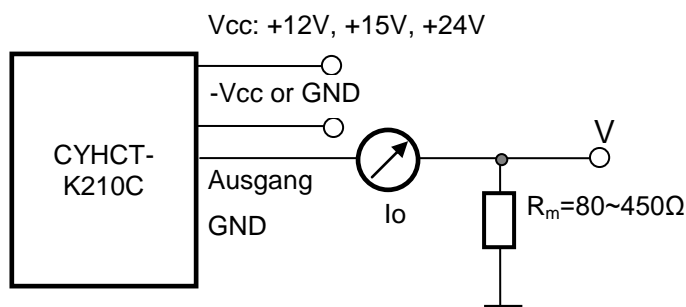 Vcc: +12V, +15V, +24V
-Vcc or GND
CYHCT-
K210C
Ausgang
GND
Io
V
Rm=80~450Ω